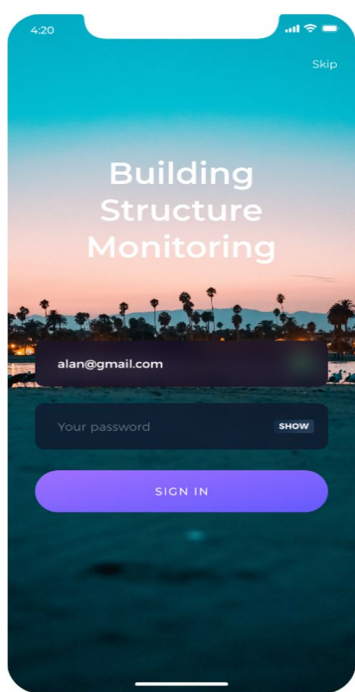 4:20
Skip
Building
Structure
Monitoring
alan@gmail.com
Your password SHOW
SIGN IN